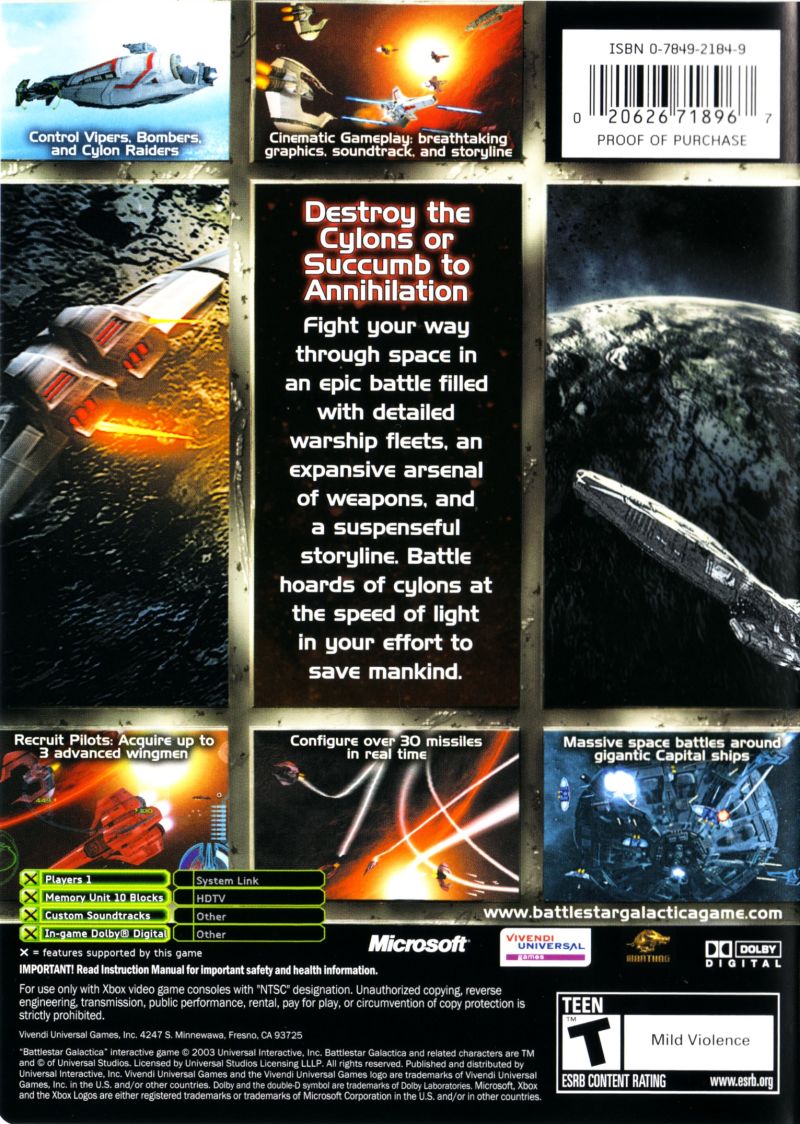 Control Vipers, Bombers,
and Cylon Raiders
Cinematic Gameplay: breathtaking
graphics, soundtrack, and storyline
ISBN 0-7849-2184-9
0 20626 71896 7
PROOF OF PURCHASE
Destroy the
Cylons or
Succumb to
Annihilation
Fight your way
through space in
an epic battle filled
with detailed
warship fleets, an
expansive arsenal
of weapons, and
a suspenseful
storyline. Battle
hoards of cylons at
the speed of light
in your effort to
save mankind.
Recruit Pilots: Acquire up to
3 advanced wingmen
Configure over 30 missiles
in real time
Massive space battles around
gigantic Capital ships
Players 1
System Link
Memory Unit 10 Blocks
HDTV
Custom Soundtracks
Other
In-game Dolby® Digital
Other
X = features supported by this game
www.battlestargalacticagame.com
Microsoft®
VIVENDI
UNIVERSAL
games
WARTHOG
DOLBY
DIGITAL
IMPORTANT! Read Instruction Manual for important safety and health information.
For use only with Xbox video game consoles with "NTSC" designation. Unauthorized copying, reverse
engineering, transmission, public performance, rental, pay for play, or circumvention of copy protection is
strictly prohibited.
Vivendi Universal Games, Inc. 4247 S. Minnewawa, Fresno, CA 93725
"Battlestar Galactica" interactive game © 2003 Universal Interactive, Inc. Battlestar Galactica and related characters are TM
and © of Universal Studios. Licensed by Universal Studios Licensing LLLP. All rights reserved. Published and distributed by
Universal Interactive, Inc. Vivendi Universal Games and the Vivendi Universal Games logo are trademarks of Vivendi Universal
Games, Inc. in the U.S. and/or other countries. Dolby and the double-D symbol are trademarks of Dolby Laboratories. Microsoft, Xbox
and the Xbox Logos are either registered trademarks or trademarks of Microsoft Corporation in the U.S. and/or in other countries.
TEEN
TM
T
Mild Violence
ESRB CONTENT RATING
www.esrb.org